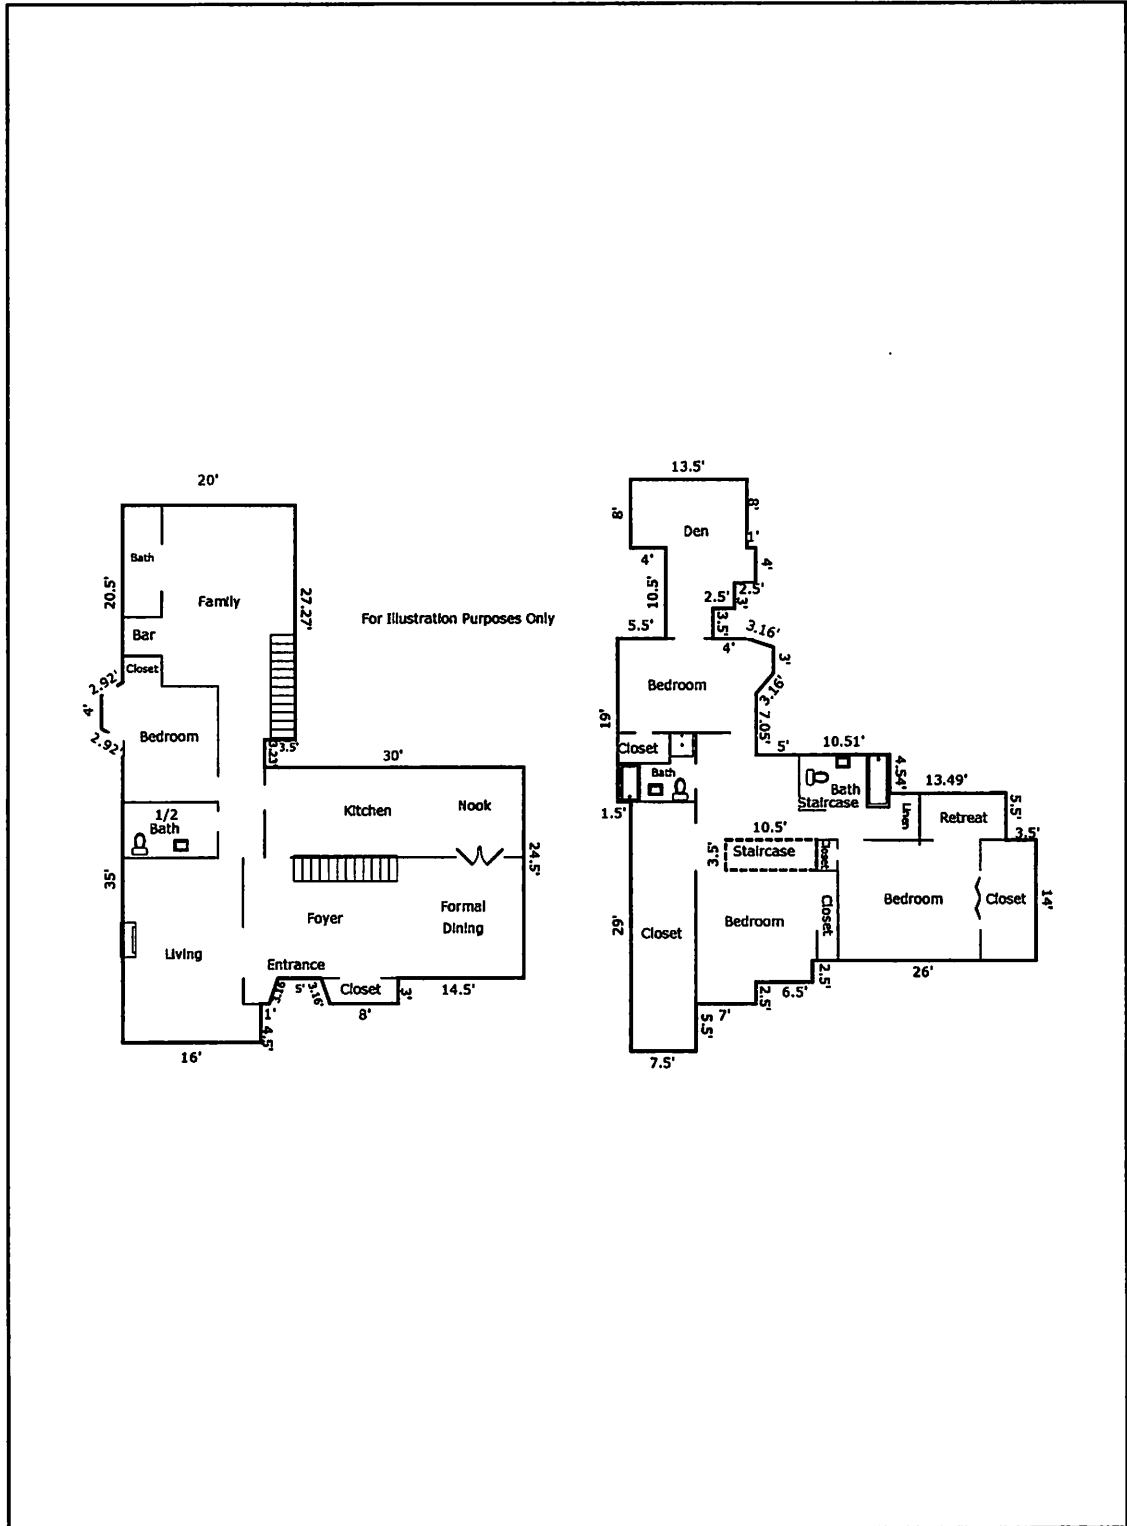 20'
Bath
20.5'
Family
27.27'
For Illustration Purposes Only
Bar
Closet
2.92'
4'
2.92'
Bedroom
3.23'
3.5'
30'
Kitchen
Nook
1/2
Bath
24.5'
35'
Foyer
Formal
Dining
Living
Entrance
3.16'
5'
3.16'
Closet
3'
14.5'
1'
8'
4.5'
16'
13.5'
8'
Den
8'
1'
4'
4'
10.5'
2.5'
3'
2.5'
3.5'
5.5'
4'
3.16'
3'
Bedroom
3.16'
19'
7.05'
Closet
5'
10.51'
Bath
4.54'
13.49'
Bath
Staircase
1.5'
Linen
Retreat
5.5'
3.5'
10.5'
3.5'
Staircase
Closet
29'
Closet
Bedroom
Closet
Bedroom
Closet
14'
2.5'
26'
6.5'
2.5'
7'
5.5'
7.5'